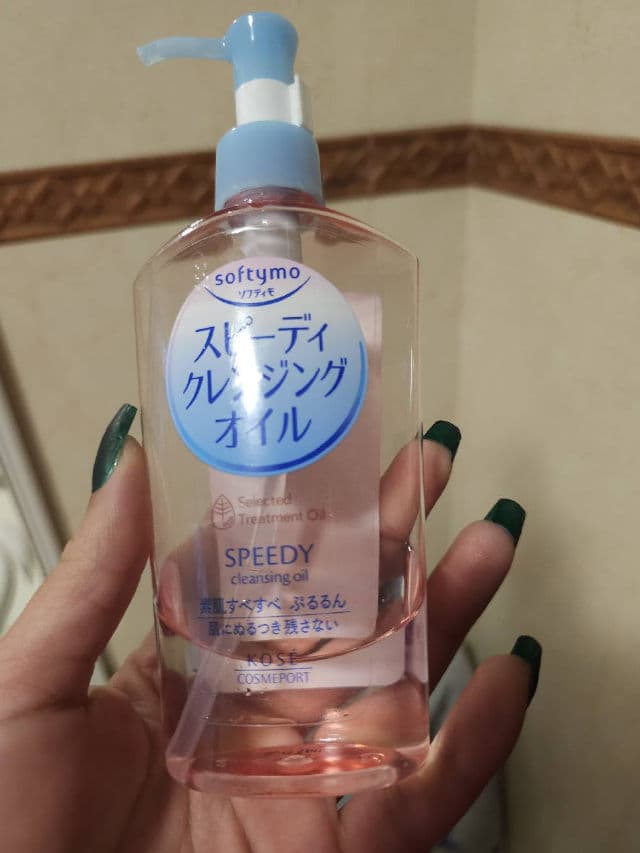 softymo
ソフティモ
スピーディ
クレンジング
オイル
Selected
Treatment Oil
SPEEDY
cleansing oil
素肌すべすべ ぷるるん
肌にぬるつき残さない
KOSÉ
COSMEPORT